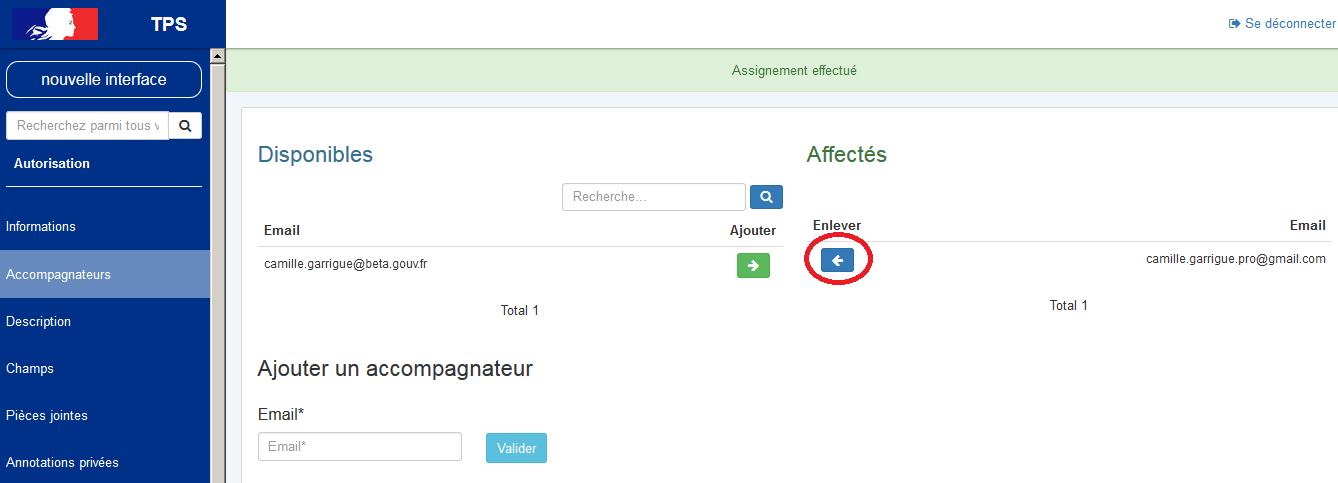 TPS
Se déconnecter
nouvelle interface
Recherchez parmi tous v
Autorisation
Informations
Accompagnateurs
Description
Champs
Pièces jointes
Annotations privées
Assignement effectué
Disponibles
Recherche...
Email Ajouter
camille.garrigue@beta.gouv.fr
Total 1
Affectés
Enlever Email
camille.garrigue.pro@gmail.com
Total 1
Ajouter un accompagnateur
Email*
Email*
Valider